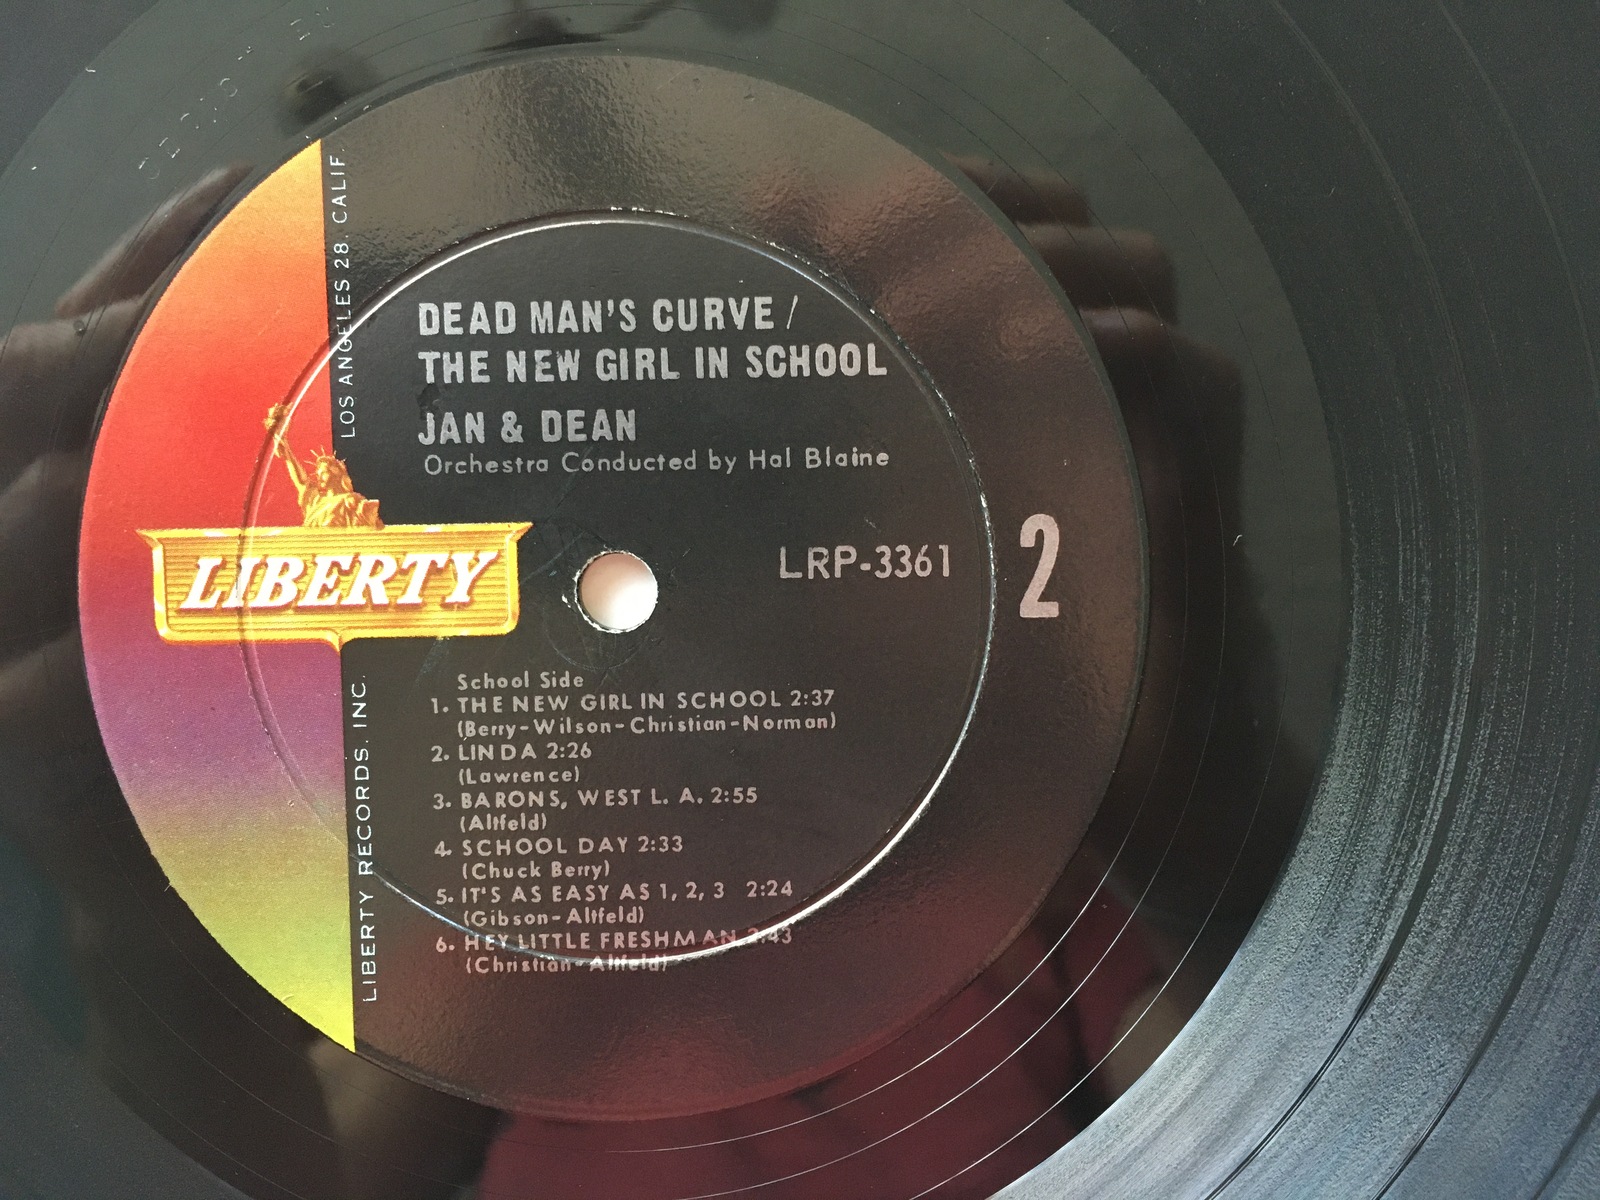 LOS ANGELES 28, CALIF.
DEAD MAN'S CURVE /
THE NEW GIRL IN SCHOOL
JAN & DEAN
Orchestra Conducted by Hal Blaine
LIBERTY
LRP-3361
2
School Side
1. THE NEW GIRL IN SCHOOL 2:37
(Berry-Wilson-Christian-Norman)
2. LINDA 2:26
(Lawrence)
3. BARONS, WEST L. A. 2:55
(Altfeld)
4. SCHOOL DAY 2:33
(Chuck Berry)
5. IT'S AS EASY AS 1, 2, 3 2:24
(Gibson-Altfeld)
6. HEY LITTLE FRESHMAN 2:43
(Christian-Altfeld)
LIBERTY RECORDS, INC.